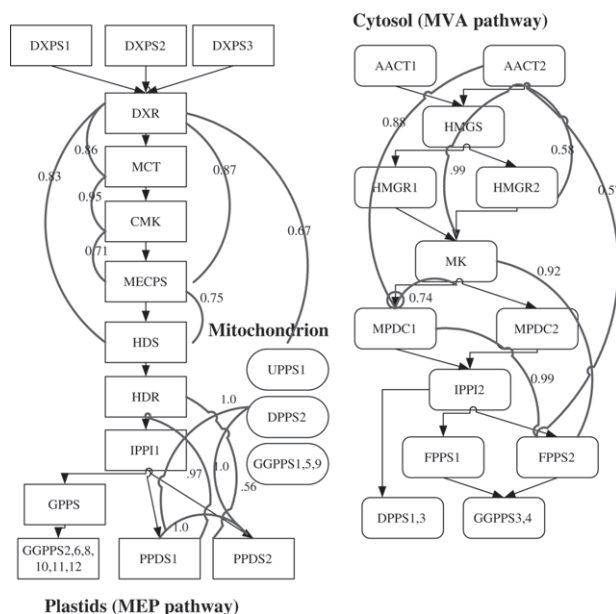 Cytosol (MVA pathway)
DXPS1
DXPS2
DXPS3
DXR
0.86
0.87
0.83
MCT
0.95
CMK
0.71
0.67
MECPS
0.75
HDS
Mitochondrion
UPPS1
HDR
1.0
DPPS2
IPPI1
.97
1.0
GGPPS1,5,9
.56
GPPS
1.0
GGPPS2,6,8,
10,11,12
PPDS1
PPDS2
Plastids (MEP pathway)
AACT1
AACT2
0.88
HMGS
0.58
.99
HMGR1
HMGR2
MK
0.92
0.74
MPDC1
MPDC2
0.99
IPPI2
FPPS1
FPPS2
DPPS1,3
GGPPS3,4